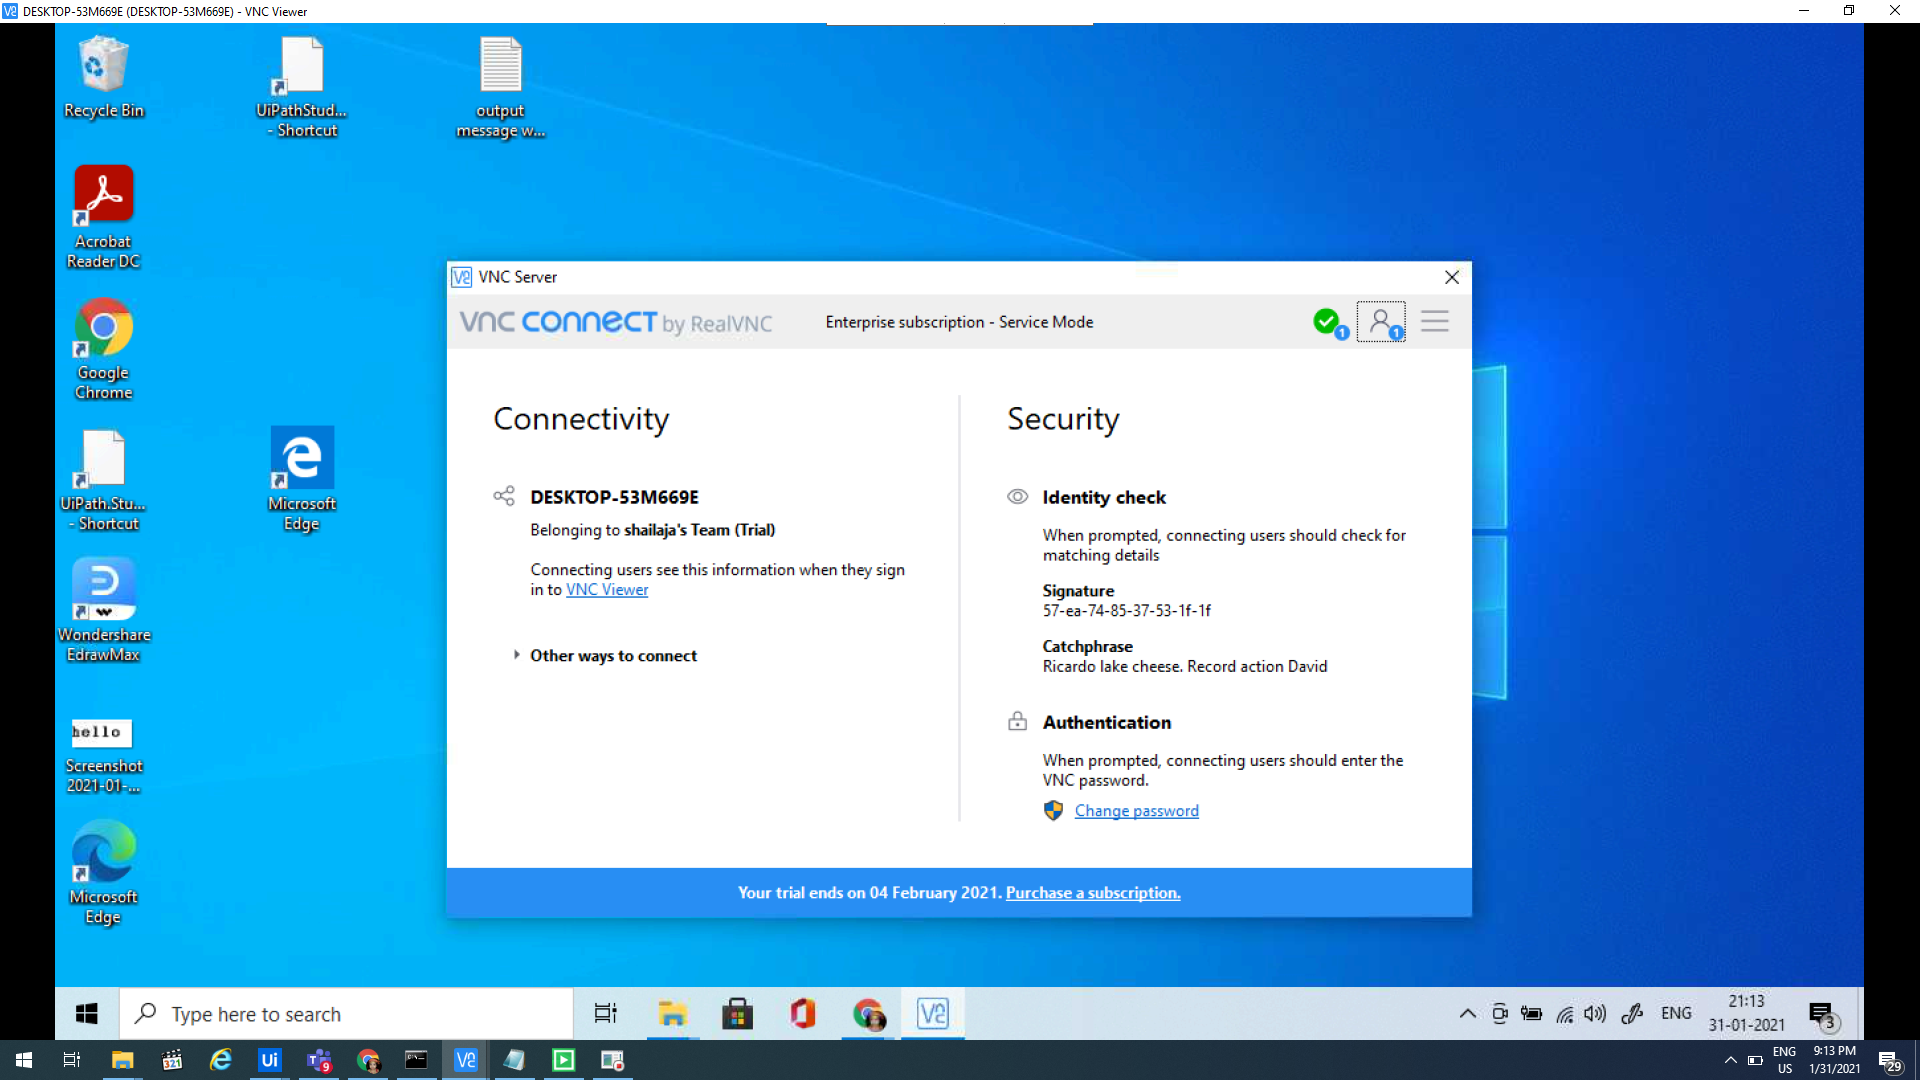 DESKTOP-53M669E (DESKTOP-53M669E) - VNC Viewer
Recycle Bin
UiPathStud...
- Shortcut
output
message w...
Acrobat
Reader DC
Google
Chrome
UiPath.Stu...
- Shortcut
Microsoft
Edge
Wondershare
EdrawMax
hello
Screenshot
2021-01-...
Microsoft
Edge
VNC Server
VNC CONNECT by RealVNC
Enterprise subscription - Service Mode
1
1
Connectivity
DESKTOP-53M669E
Belonging to shailaja's Team (Trial)
Connecting users see this information when they sign
in to VNC Viewer
Other ways to connect
Security
Identity check
When prompted, connecting users should check for
matching details
Signature
57-ea-74-85-37-53-1f-1f
Catchphrase
Ricardo lake cheese. Record action David
Authentication
When prompted, connecting users should enter the
VNC password.
Change password
Your trial ends on 04 February 2021. Purchase a subscription.
Type here to search
ENG
21:13
31-01-2021
3
321
Ui
9
ENG
US
9:13 PM
1/31/2021
29